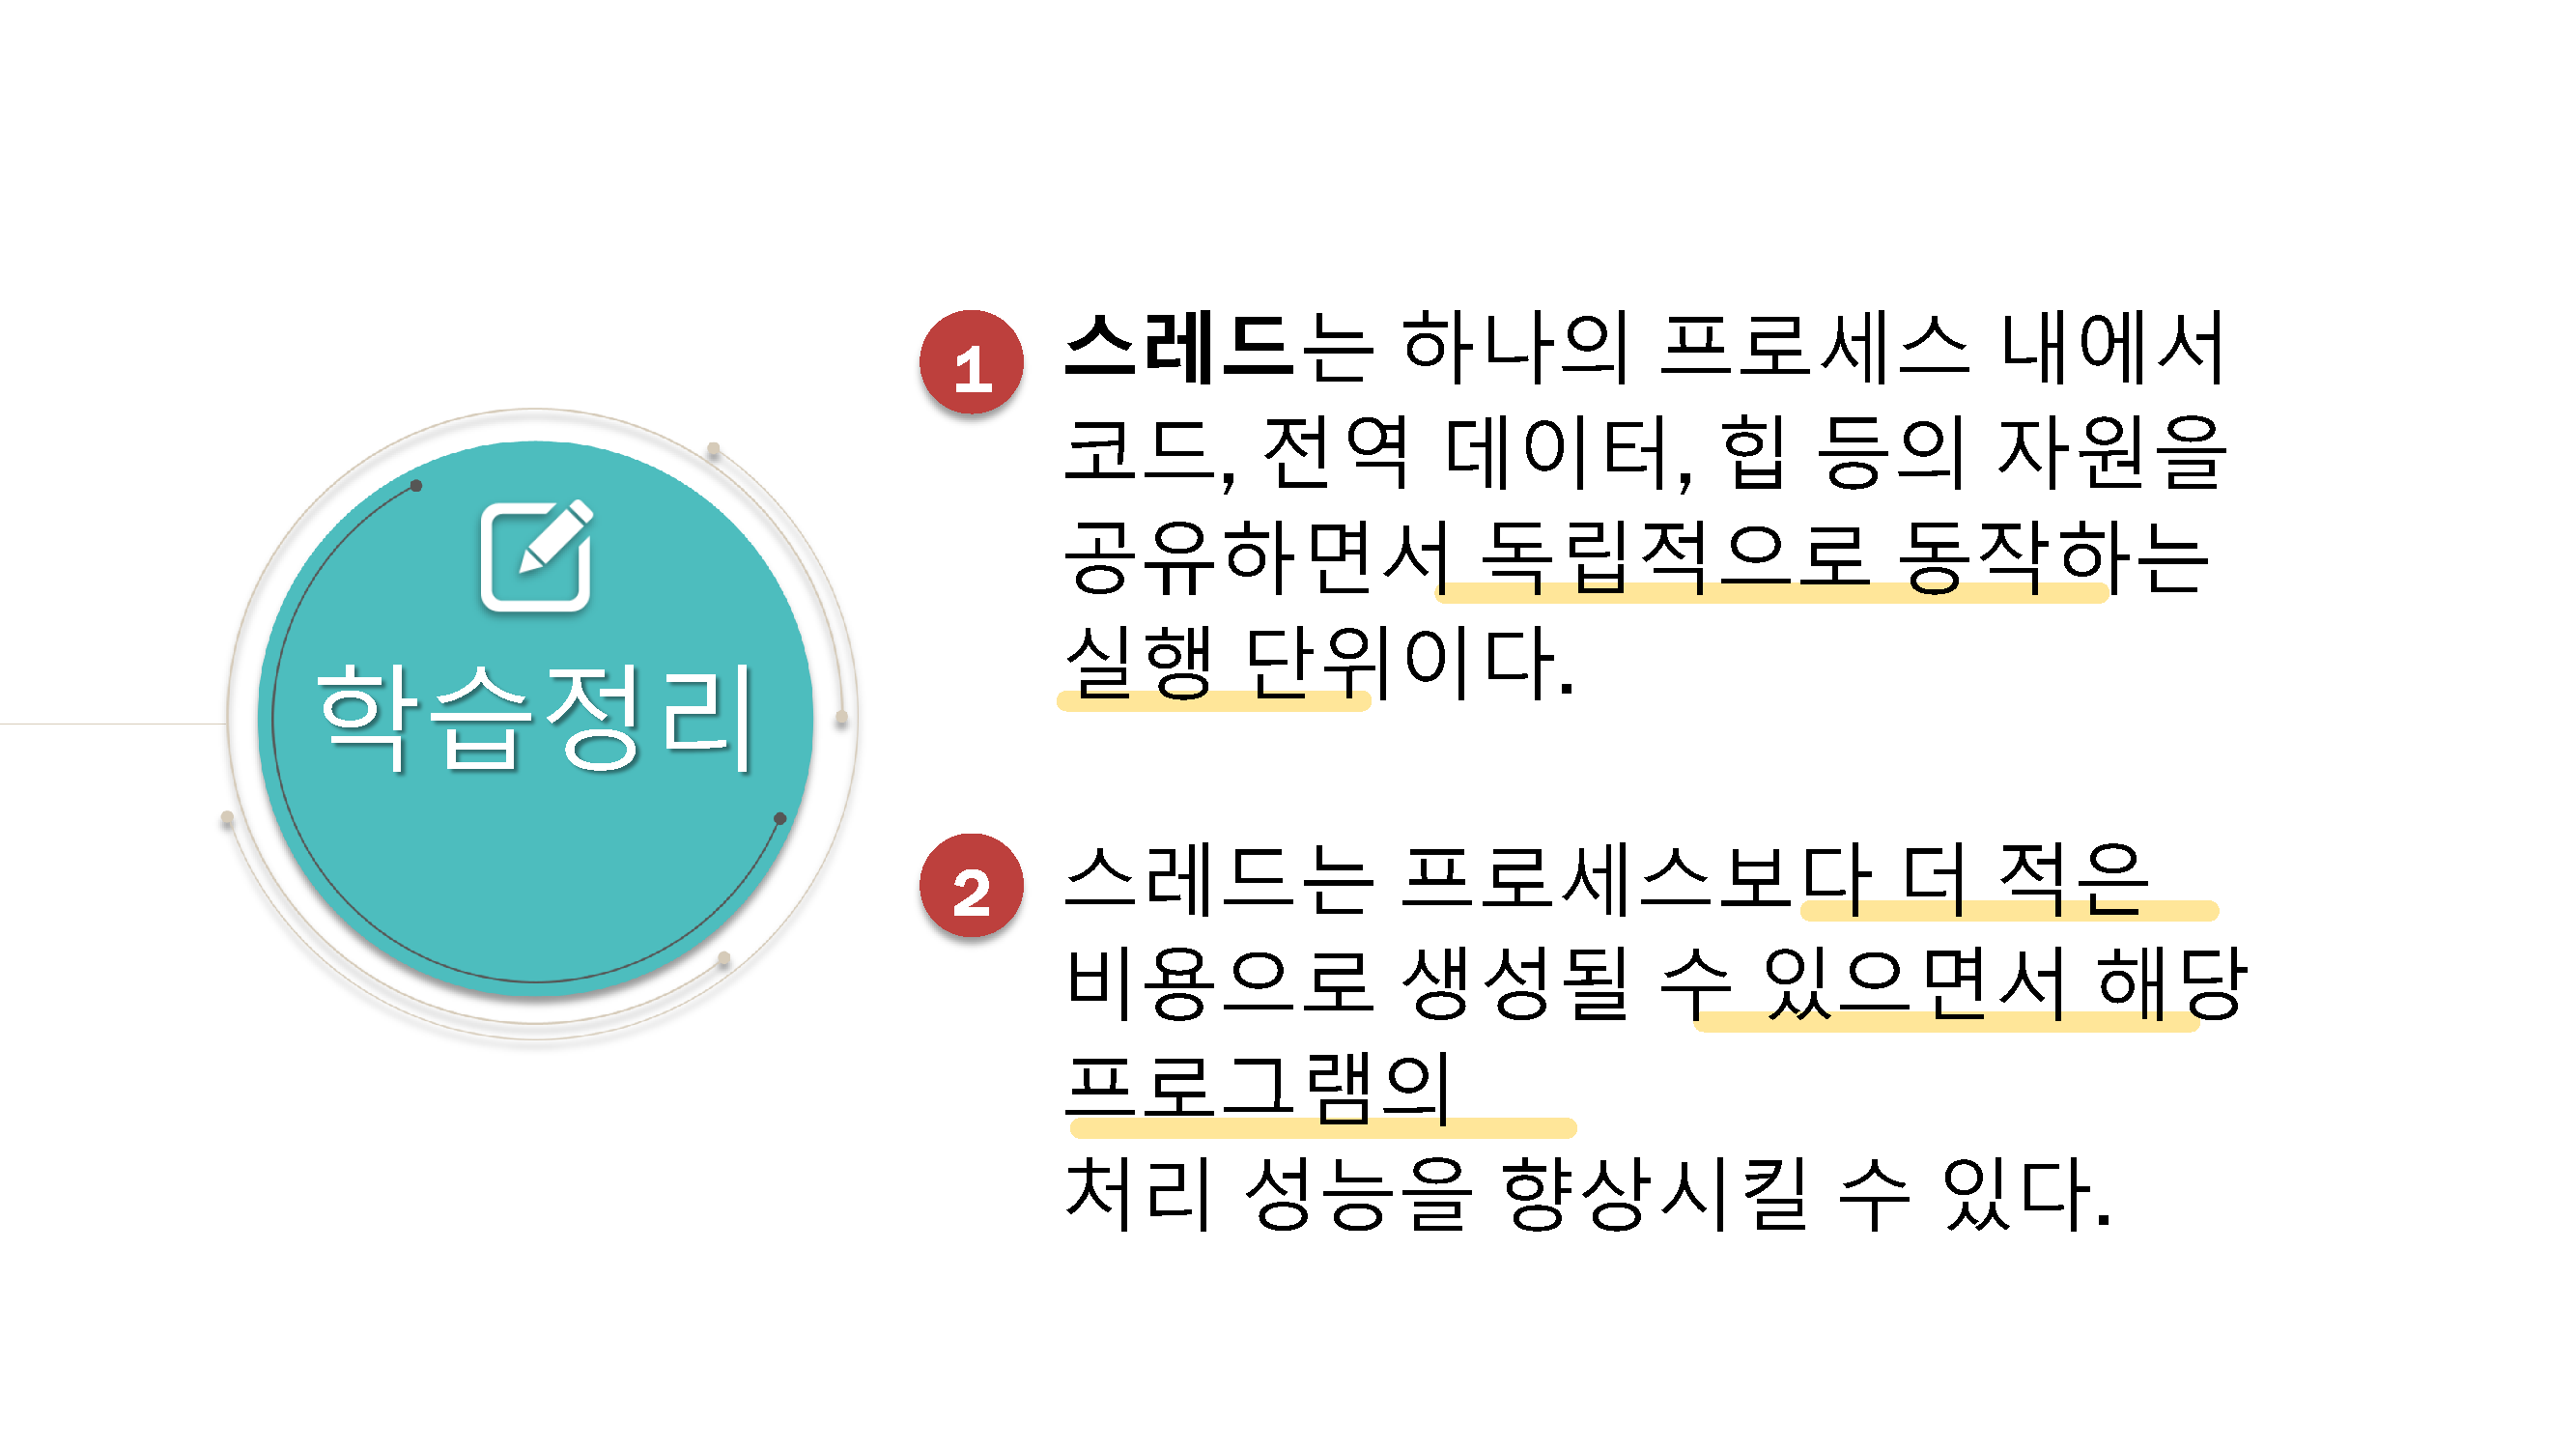 학습정리
1
스레드는 하나의 프로세스 내에서
코드, 전역 데이터, 힙 등의 자원을
공유하면서 독립적으로 동작하는
실행 단위이다.
2
스레드는 프로세스보다 더 적은
비용으로 생성될 수 있으면서 해당
프로그램의
처리 성능을 향상시킬 수 있다.